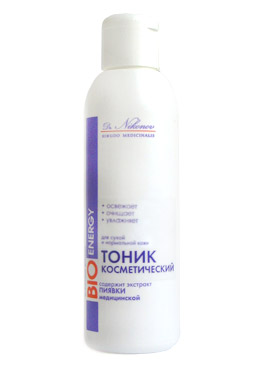 Dr. Nikonov
HIRUDO MEDICINALIS
• освежает
• очищает
• увлажняет
для сухой
и нормальной кожи
BIO ENERGY
ТОНИК
КОСМЕТИЧЕСКИЙ
содержит экстракт
ПИЯВКИ
медицинской